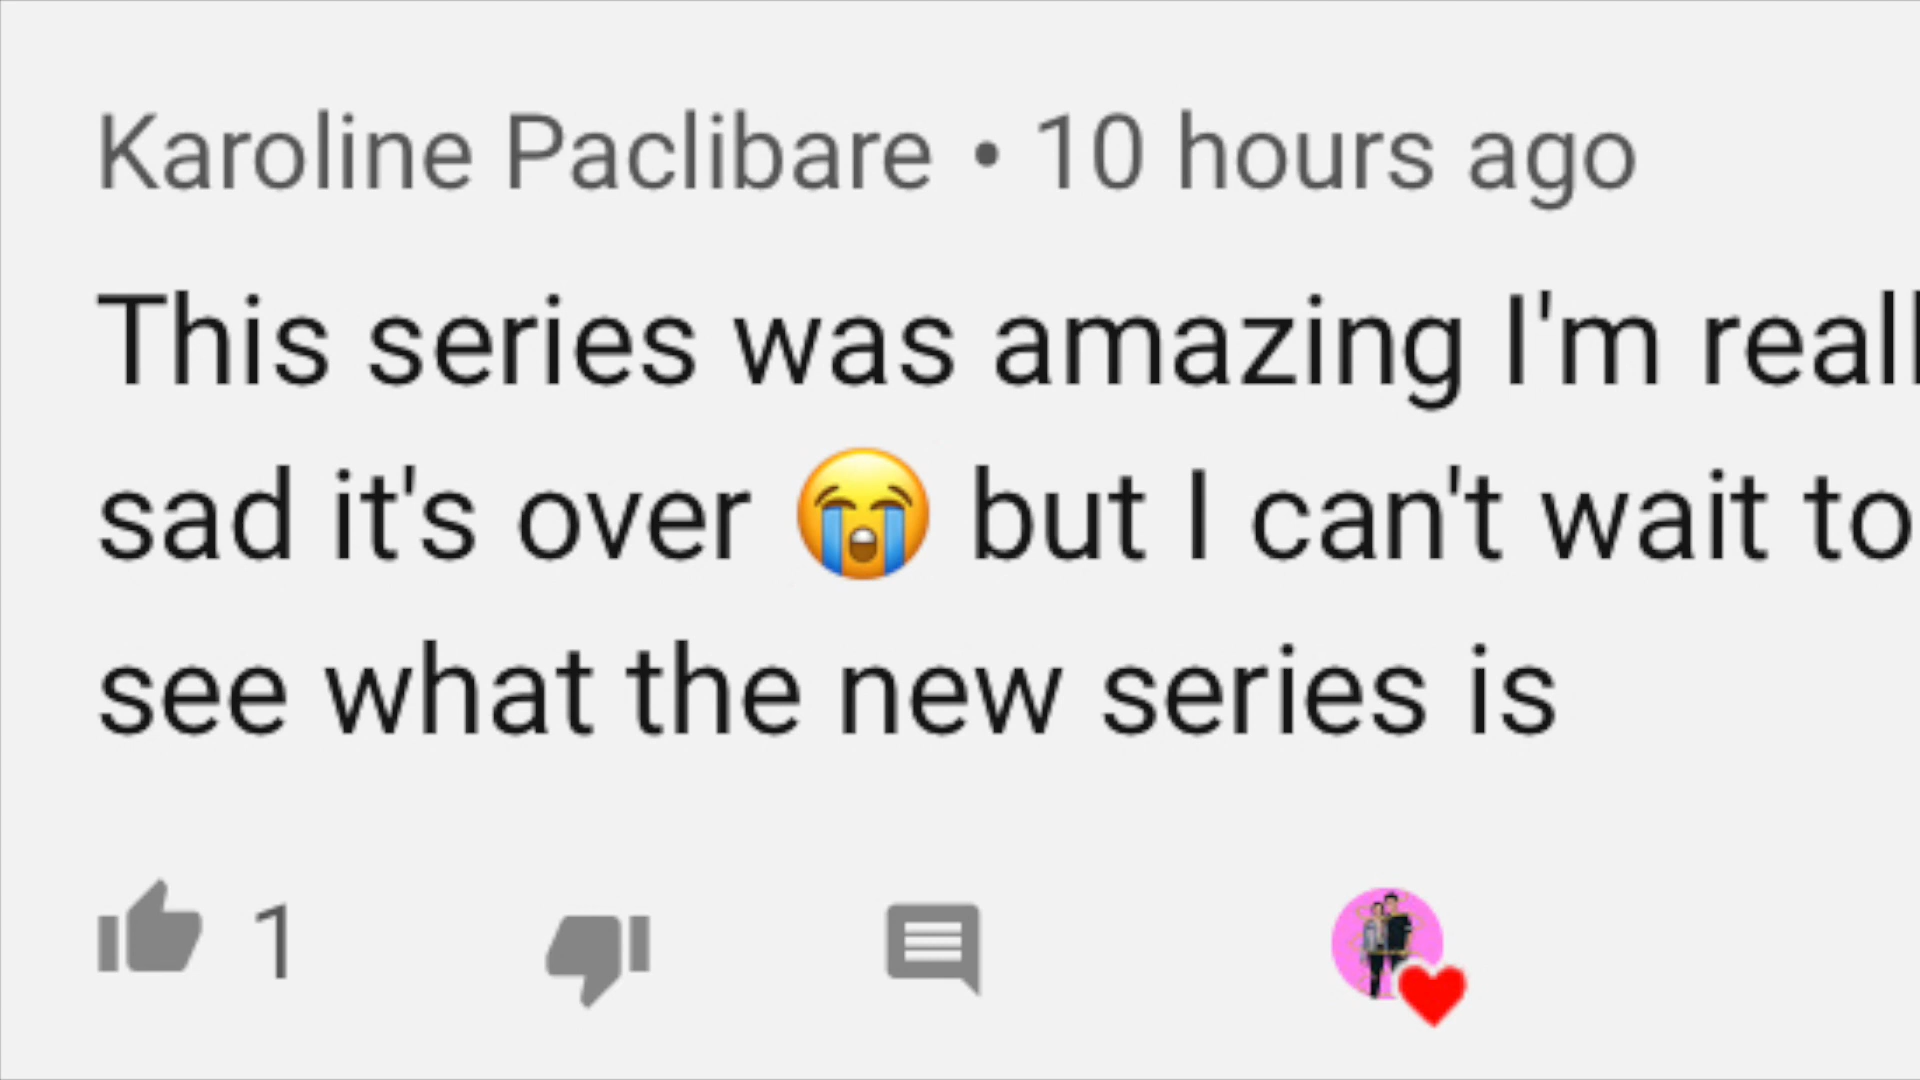 Karoline Paclibare • 10 hours ago
This series was amazing I'm reall
sad it's over 😭 but I can't wait to
see what the new series is
1